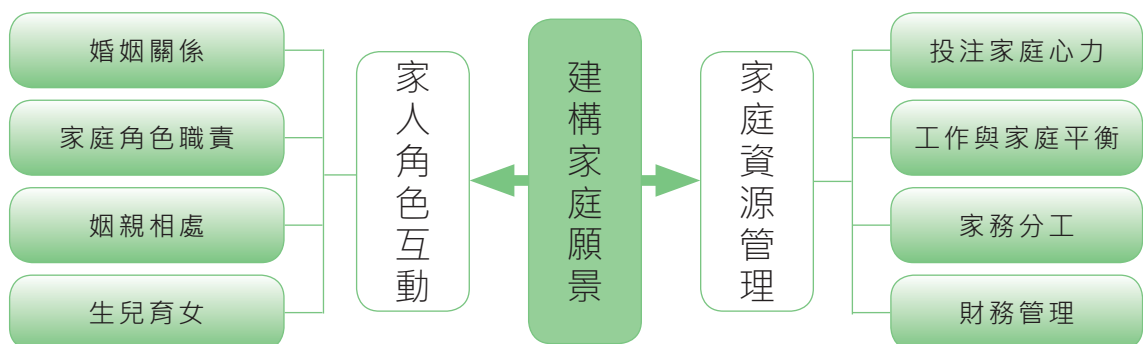 婚姻關係
家庭角色職責
姻親相處
生兒育女
家人角色互動
建構家庭願景
家庭資源管理
投注家庭心力
工作與家庭平衡
家務分工
財務管理